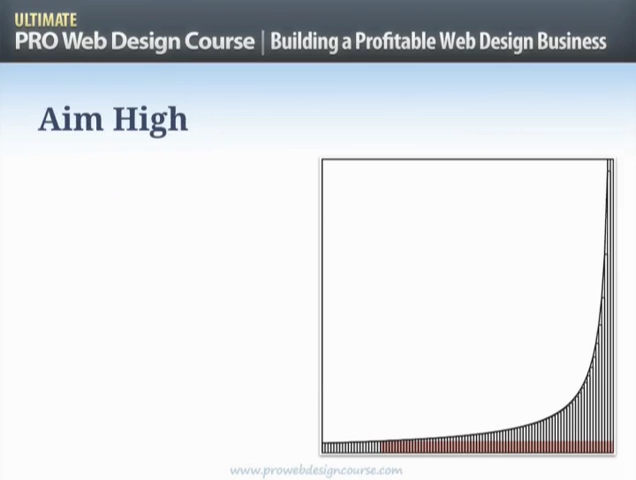 ULTIMATE
PRO Web Design Course | Building a Profitable Web Design Business
Aim High
www.prowebdesigncourse.com